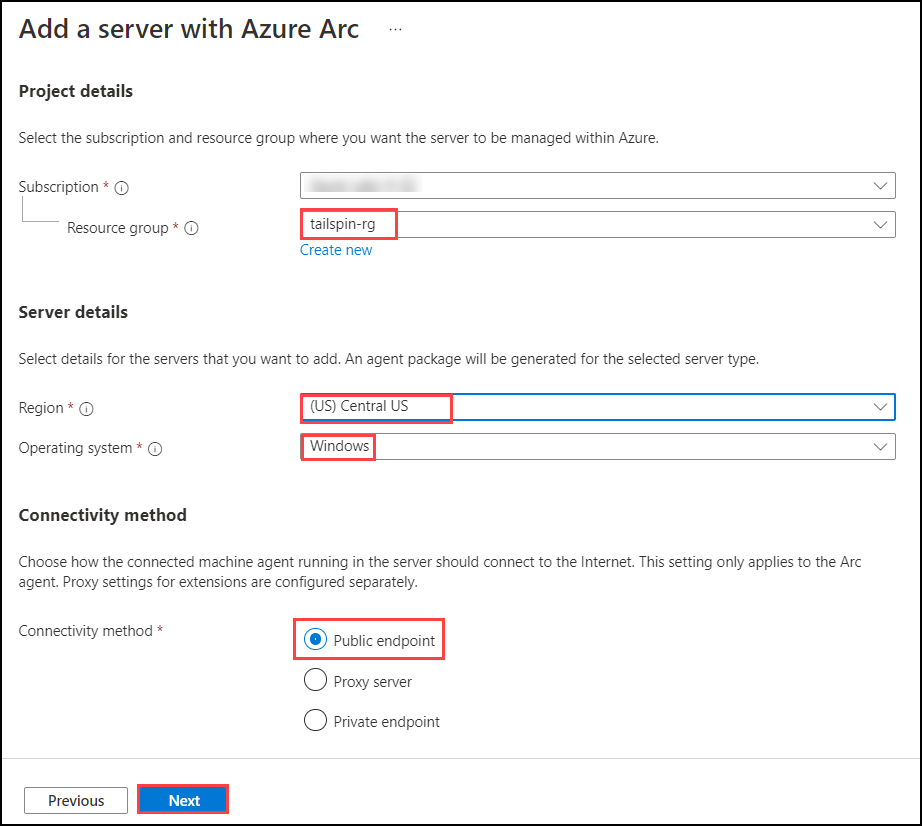 Add a server with Azure Arc ...
Project details
Select the subscription and resource group where you want the server to be managed within Azure.
Subscription *
Resource group * tailspin-rg
Create new
Server details
Select details for the servers that you want to add. An agent package will be generated for the selected server type.
Region * (US) Central US
Operating system * Windows
Connectivity method
Choose how the connected machine agent running in the server should connect to the Internet. This setting only applies to the Arc
agent. Proxy settings for extensions are configured separately.
Connectivity method * Public endpoint
Proxy server
Private endpoint
Previous Next